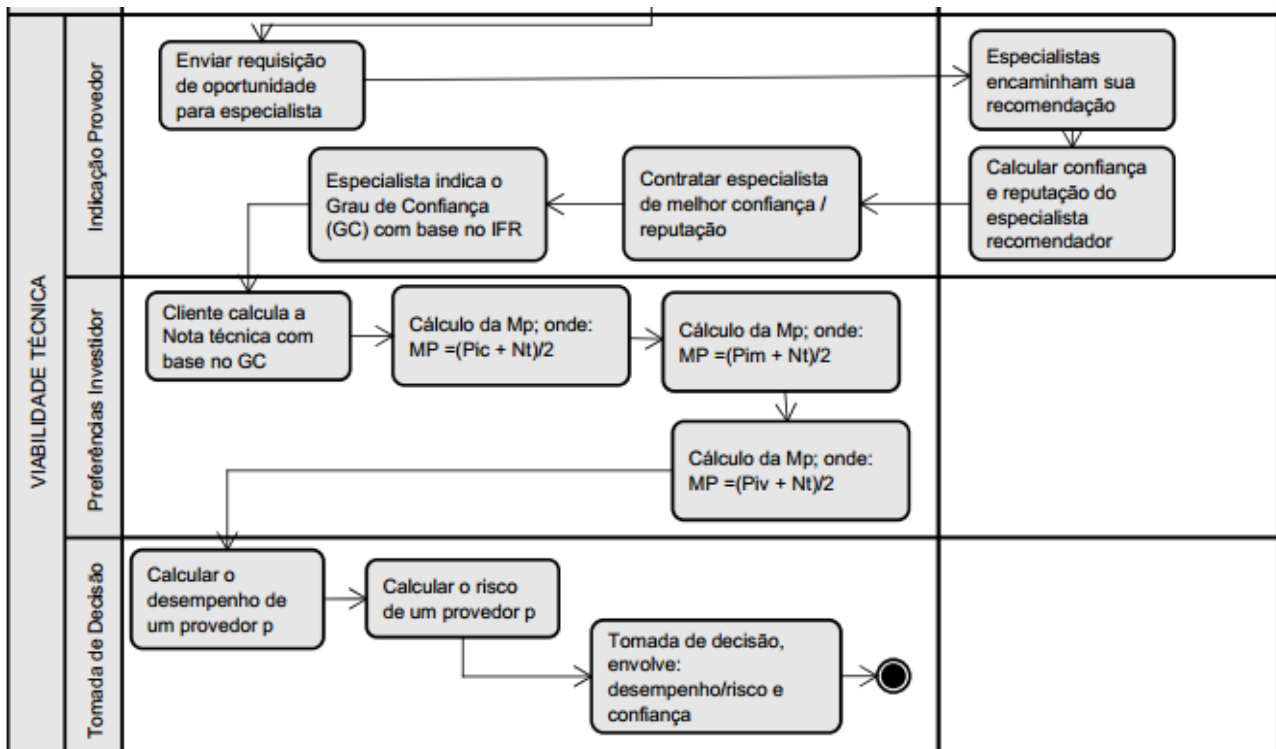 VIABILIDADE TÉCNICA
Indicação Provedor
Enviar requisição
de oportunidade
para especialista
Especialistas
encaminham sua
recomendação
Especialista indica o
Grau de Confiança
(GC) com base no IFR
Contratar especialista
de melhor confiança /
reputação
Calcular confiança
e reputação do
especialista
recomendador
Preferências Investidor
Cliente calcula a
Nota técnica com
base no GC
Cálculo da Mp; onde:
MP =(Pic + Nt)/2
Cálculo da Mp; onde:
MP =(Pim + Nt)/2
Cálculo da Mp; onde:
MP =(Piv + Nt)/2
Tomada de Decisão
Calcular o
desempenho de
um provedor p
Calcular o risco
de um provedor p
Tomada de decisão,
envolve:
desempenho/risco e
confiança